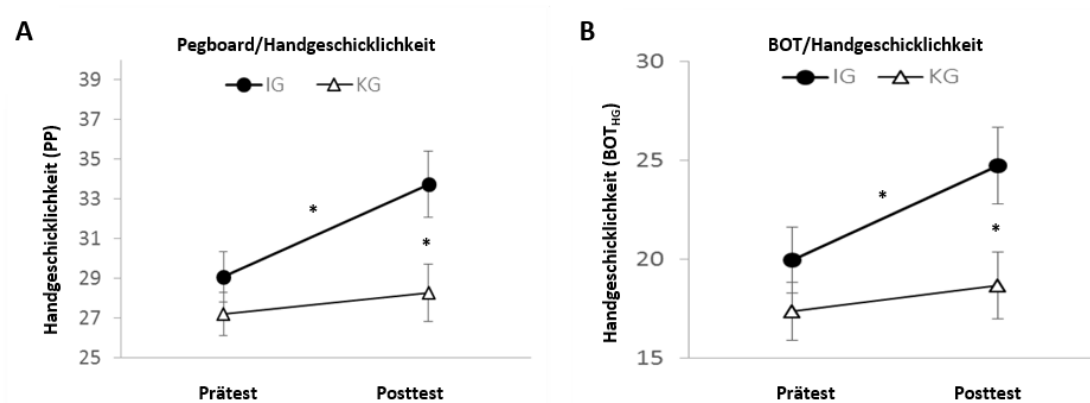 A
Pegboard/Handgeschicklichkeit
IG KG
Handgeschicklichkeit (PP)
39
37
35
33
31
29
27
25
*
*
Prätest Posttest
B
BOT/Handgeschicklichkeit
IG KG
Handgeschicklichkeit (BOT_HG)
30
25
20
15
*
*
Prätest Posttest